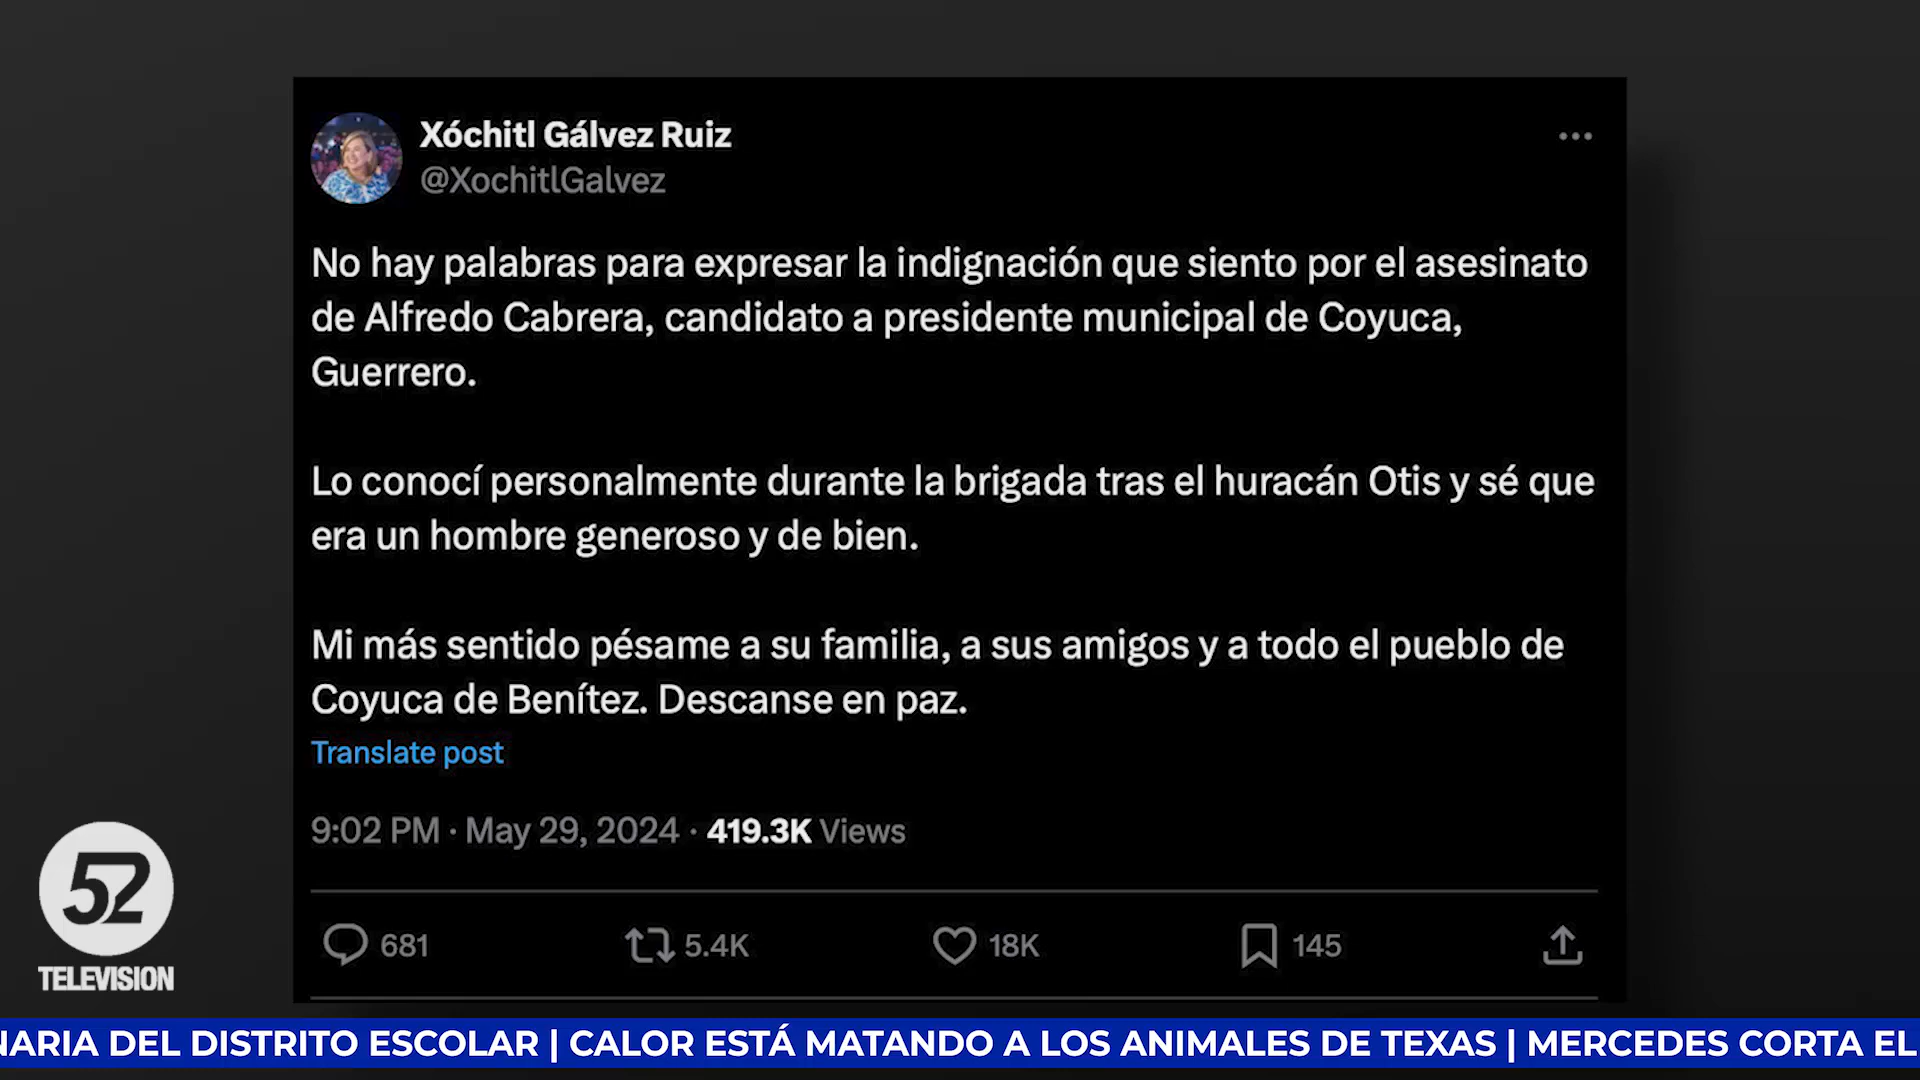 Xóchitl Gálvez Ruiz
@XochitlGalvez
No hay palabras para expresar la indignación que siento por el asesinato
de Alfredo Cabrera, candidato a presidente municipal de Coyuca,
Guerrero.
Lo conocí personalmente durante la brigada tras el huracán Otis y sé que
era un hombre generoso y de bien.
Mi más sentido pésame a su familia, a sus amigos y a todo el pueblo de
Coyuca de Benítez. Descanse en paz.
Translate post
9:02 PM · May 29, 2024 · 419.3K Views
681 5.4K 18K 145
52
TELEVISION
NARIA DEL DISTRITO ESCOLAR | CALOR ESTÁ MATANDO A LOS ANIMALES DE TEXAS | MERCEDES CORTA EL